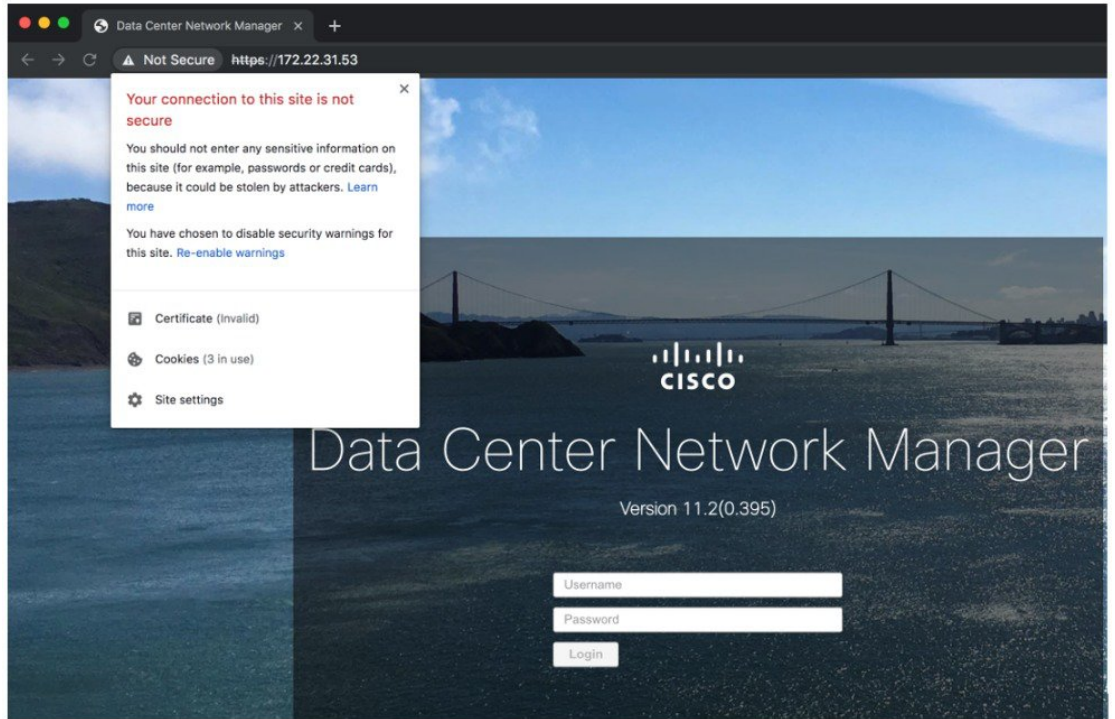 Data Center Network Manager
Not Secure https://172.22.31.53
Your connection to this site is not
secure
You should not enter any sensitive information on
this site (for example, passwords or credit cards),
because it could be stolen by attackers. Learn
more
You have chosen to disable security warnings for
this site. Re-enable warnings
Certificate (Invalid)
Cookies (3 in use)
Site settings
CISCO
Data Center Network Manager
Version 11.2(0.395)
Username
Password
Login